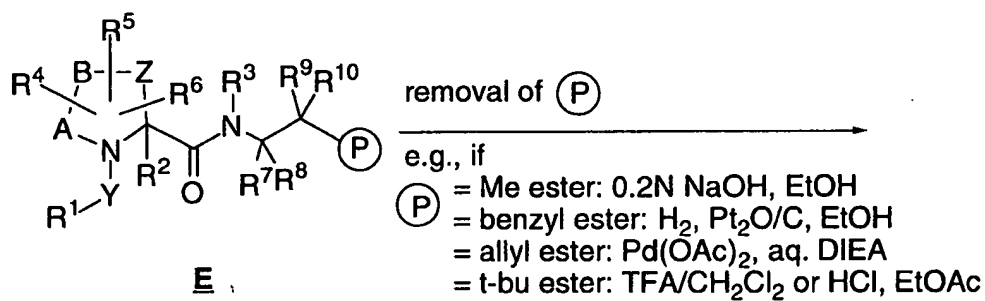 R⁵
B Z
R⁴ R⁶ R³ R⁹ R¹⁰
A N N P
R² O R⁷ R⁸
R¹ Y
E
removal of P
e.g., if
P = Me ester: 0.2N NaOH, EtOH
= benzyl ester: H₂, Pt₂O/C, EtOH
= allyl ester: Pd(OAc)₂, aq. DIEA
= t-bu ester: TFA/CH₂Cl₂ or HCl, EtOAc